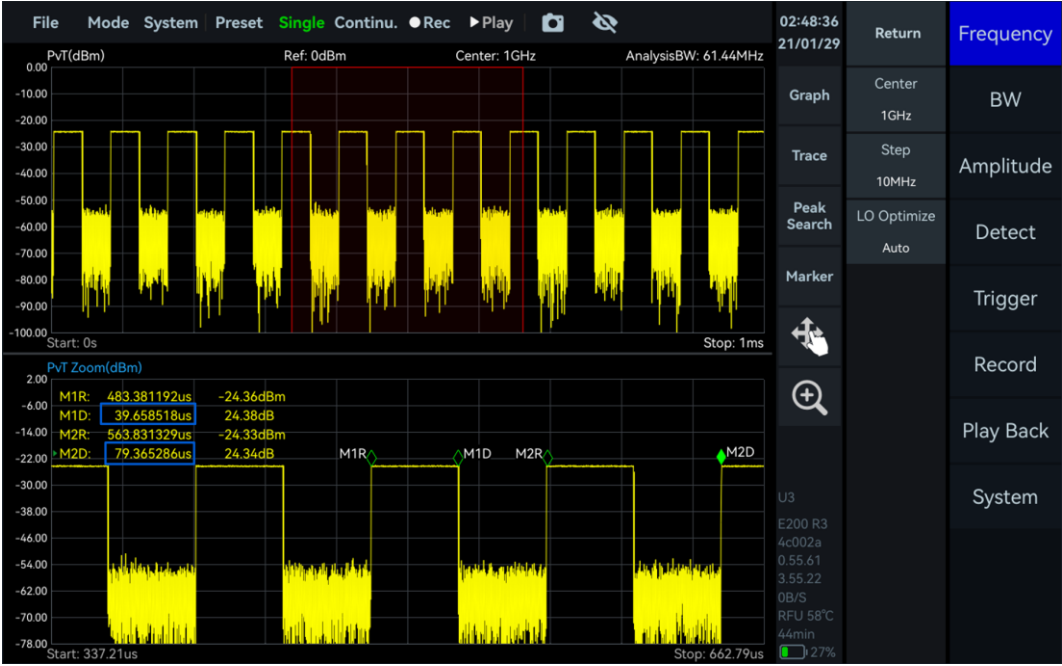 File Mode System Preset Single Continu. Rec Play
02:48:36
21/01/29
PvT(dBm) Ref: 0dBm Center: 1GHz AnalysisBW: 61.44MHz
0.00
-10.00
-20.00
-30.00
-40.00
-50.00
-60.00
-70.00
-80.00
-90.00
-100.00
Start: 0s Stop: 1ms
PvT Zoom(dBm)
2.00
-6.00
-14.00
-22.00
-30.00
-38.00
-46.00
-54.00
-62.00
-70.00
-78.00
M1R: 483.381192us -24.36dBm
M1D: 39.658518us 24.38dB
M2R: 563.831329us -24.33dBm
M2D: 79.365286us 24.34dB
M1R M1D M2R M2D
Start: 337.21us Stop: 662.79us
Graph
Trace
Peak
Search
Marker
U3
E200 R3
4c002a
0.55.61
3.55.22
0B/S
RFU 58℃
44min
27%
Return
Center
1GHz
Step
10MHz
LO Optimize
Auto
Frequency
BW
Amplitude
Detect
Trigger
Record
Play Back
System